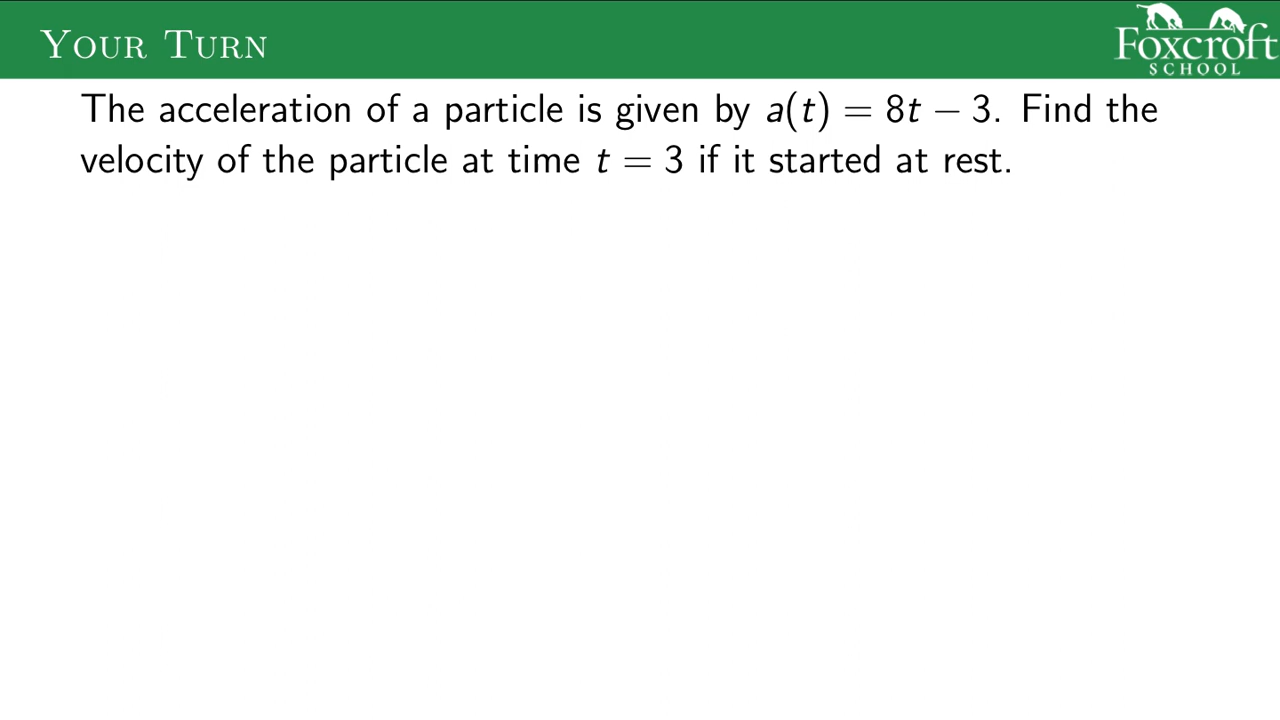 Your Turn
Foxcroft
SCHOOL
The acceleration of a particle is given by a(t) = 8t − 3. Find the
velocity of the particle at time t = 3 if it started at rest.